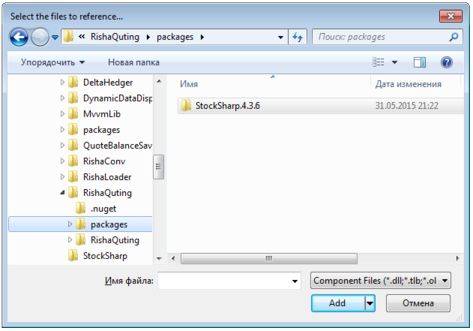 Select the files to reference...
« RishaQuting ▸ packages ▸
Поиск: packages
Упорядочить ▾ Новая папка
DeltaHedger
DynamicDataDisp
MvvmLib
packages
QuoteBalanceSav
RishaConv
RishaLoader
RishaQuting
.nuget
packages
RishaQuting
StockSharp
Имя Дата изменения
StockSharp.4.3.6 31.05.2015 21:22
Имя файла:
Component Files (*.dll;*.tlb;*.ol
Add Отмена